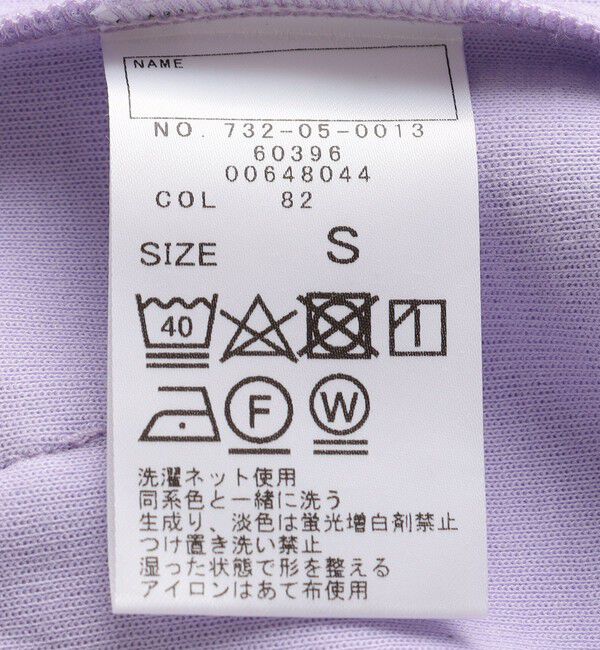 NAME
NO. 732-05-0013
60396
00648044
COL 82
SIZE S
40
F W
洗濯ネット使用
同系色と一緒に洗う
生成り、淡色は蛍光増白剤禁止
つけ置き洗い禁止
湿った状態で形を整える
アイロンはあて布使用